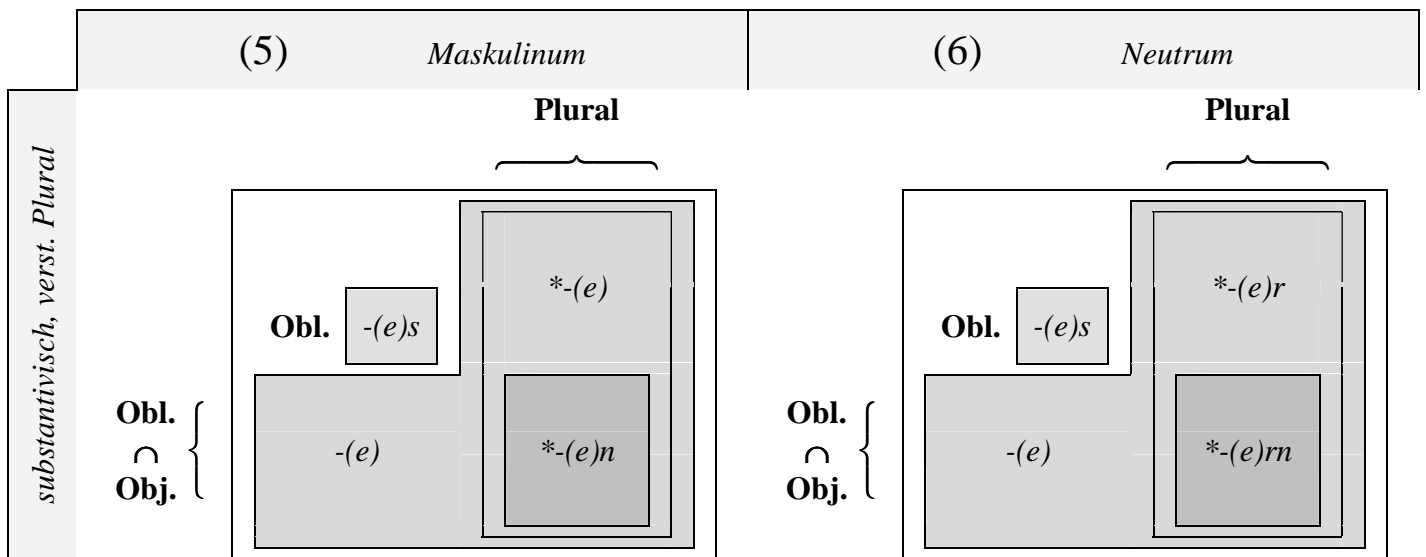 (5) Maskulinum
(6) Neutrum
substantivisch, verst. Plural
Plural
*-(e)
Obl. -(e)s
Obl.
∩
Obj.
-(e)
*-(e)n
Plural
*-(e)r
Obl. -(e)s
Obl.
∩
Obj.
-(e)
*-(e)rn